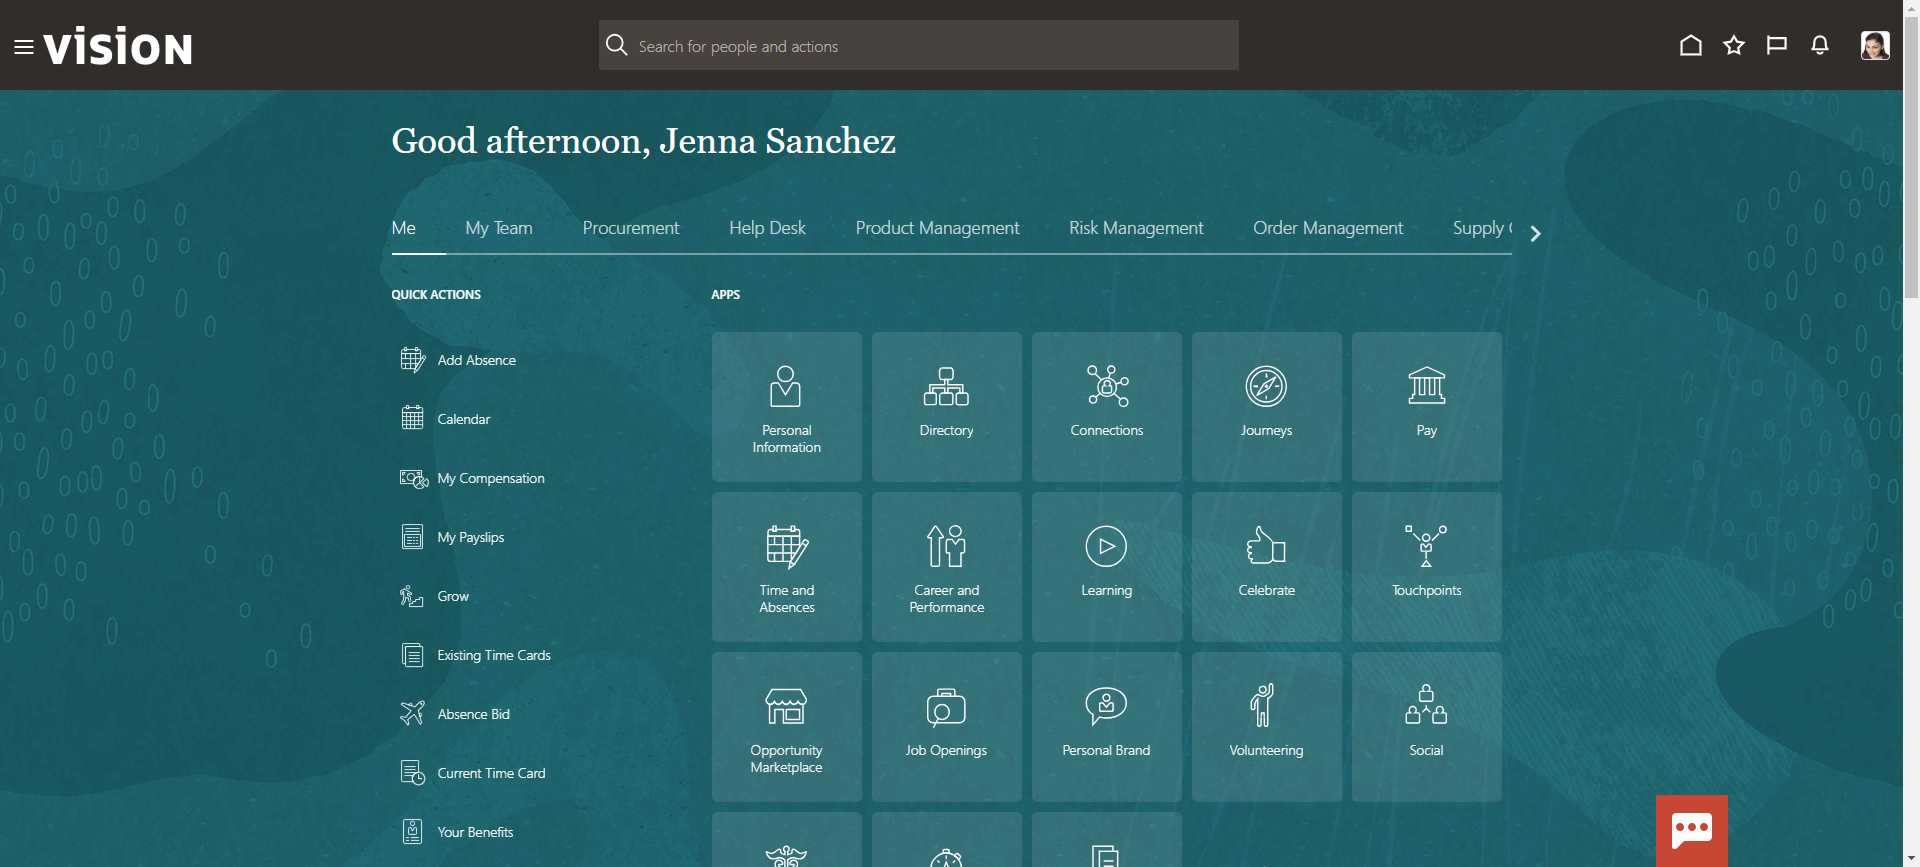 vision
Search for people and actions
Good afternoon, Jenna Sanchez
Me
My Team
Procurement
Help Desk
Product Management
Risk Management
Order Management
Supply
QUICK ACTIONS
Add Absence
Calendar
My Compensation
My Payslips
Grow
Existing Time Cards
Absence Bid
Current Time Card
Your Benefits
APPS
Personal
Information
Directory
Connections
Journeys
Pay
Time and
Absences
Career and
Performance
Learning
Celebrate
Touchpoints
Opportunity
Marketplace
Job Openings
Personal Brand
Volunteering
Social